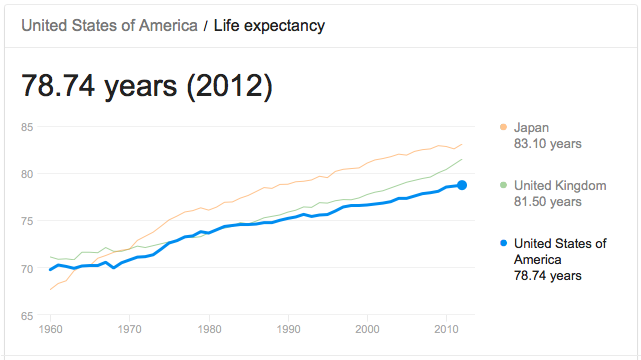 United States of America / Life expectancy
78.74 years (2012)
85
80
75
70
65
1960
1970
1980
1990
2000
2010
Japan
83.10 years
United Kingdom
81.50 years
United States of
America
78.74 years